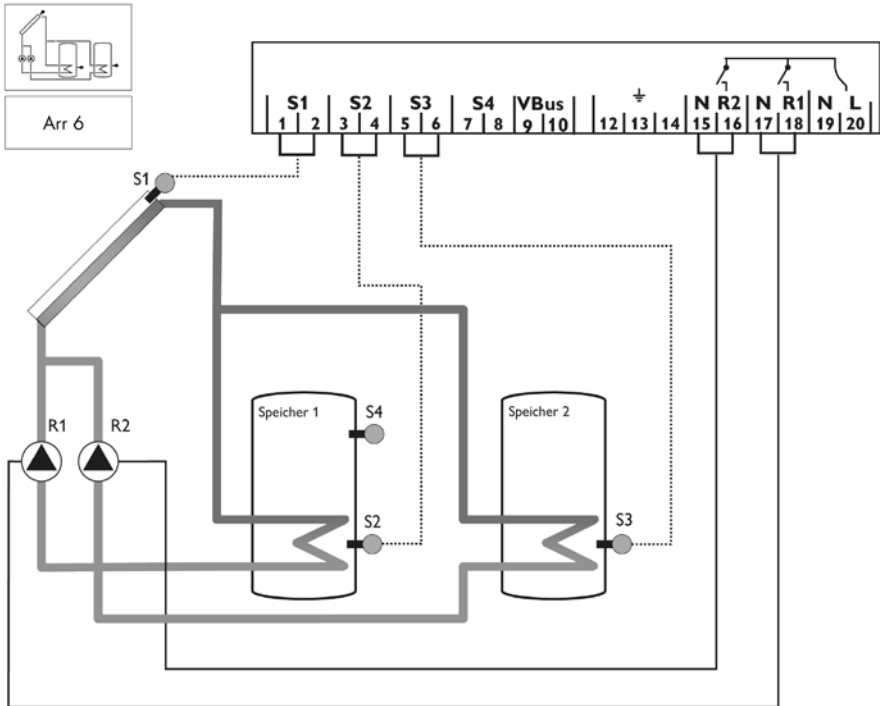 Arr 6
S1 S2 S3 S4 VBus N R2 N R1 N L
1 2 3 4 5 6 7 8 9 10 12 13 14 15 16 17 18 19 20
S1
R1
R2
Speicher 1
S4
S2
Speicher 2
S3